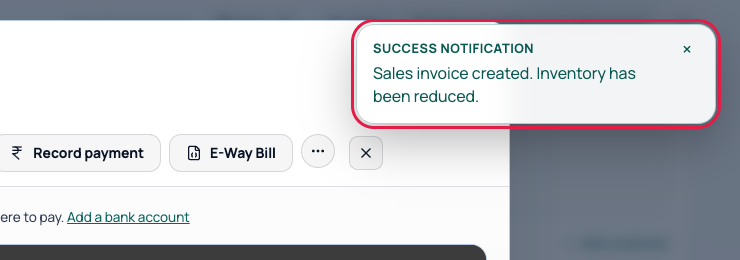 SUCCESS NOTIFICATION
Sales invoice created. Inventory has
been reduced.
₹ Record payment
E-Way Bill
ere to pay. Add a bank account